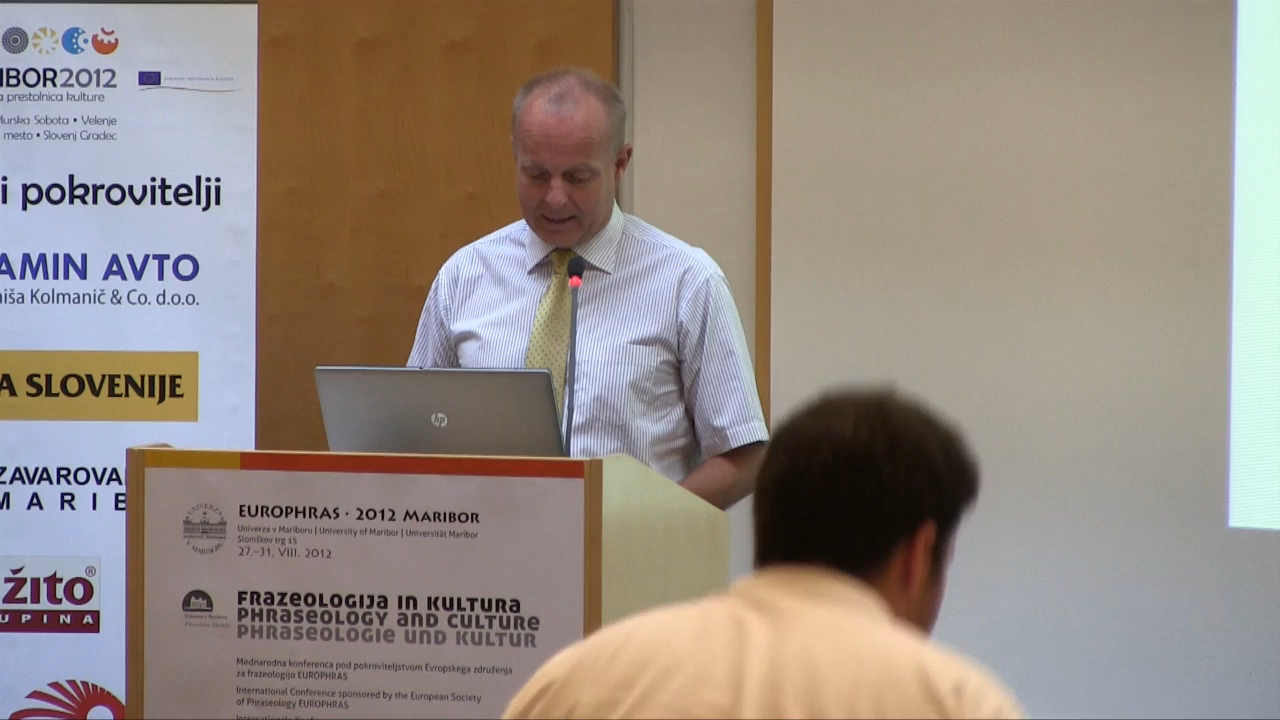 IBOR2012
a prestolnica kulture
Murska Sobota • Velenje
mesto • Slovenj Gradec
i pokrovitelji
AMIN AVTO
niša Kolmanič & Co. d.o.o.
A SLOVENIJE
ZAVAROVA
MARIB
žito®
UPINA
hp
EUROPHRAS · 2012 MARIBOR
Univerza v Mariboru | University of Maribor | Universität Maribor
Slomškov trg 15
27.–31. VIII. 2012
FRAZEOLOGIJA IN KULTURA
PHRASEOLOGY AND CULTURE
PHRASEOLOGIE UND KULTUR
Mednarodna konferenca pod pokroviteljstvom Evropskega združenja
za frazeologijo EUROPHRAS
International Conference sponsored by the European Society
of Phraseology EUROPHRAS